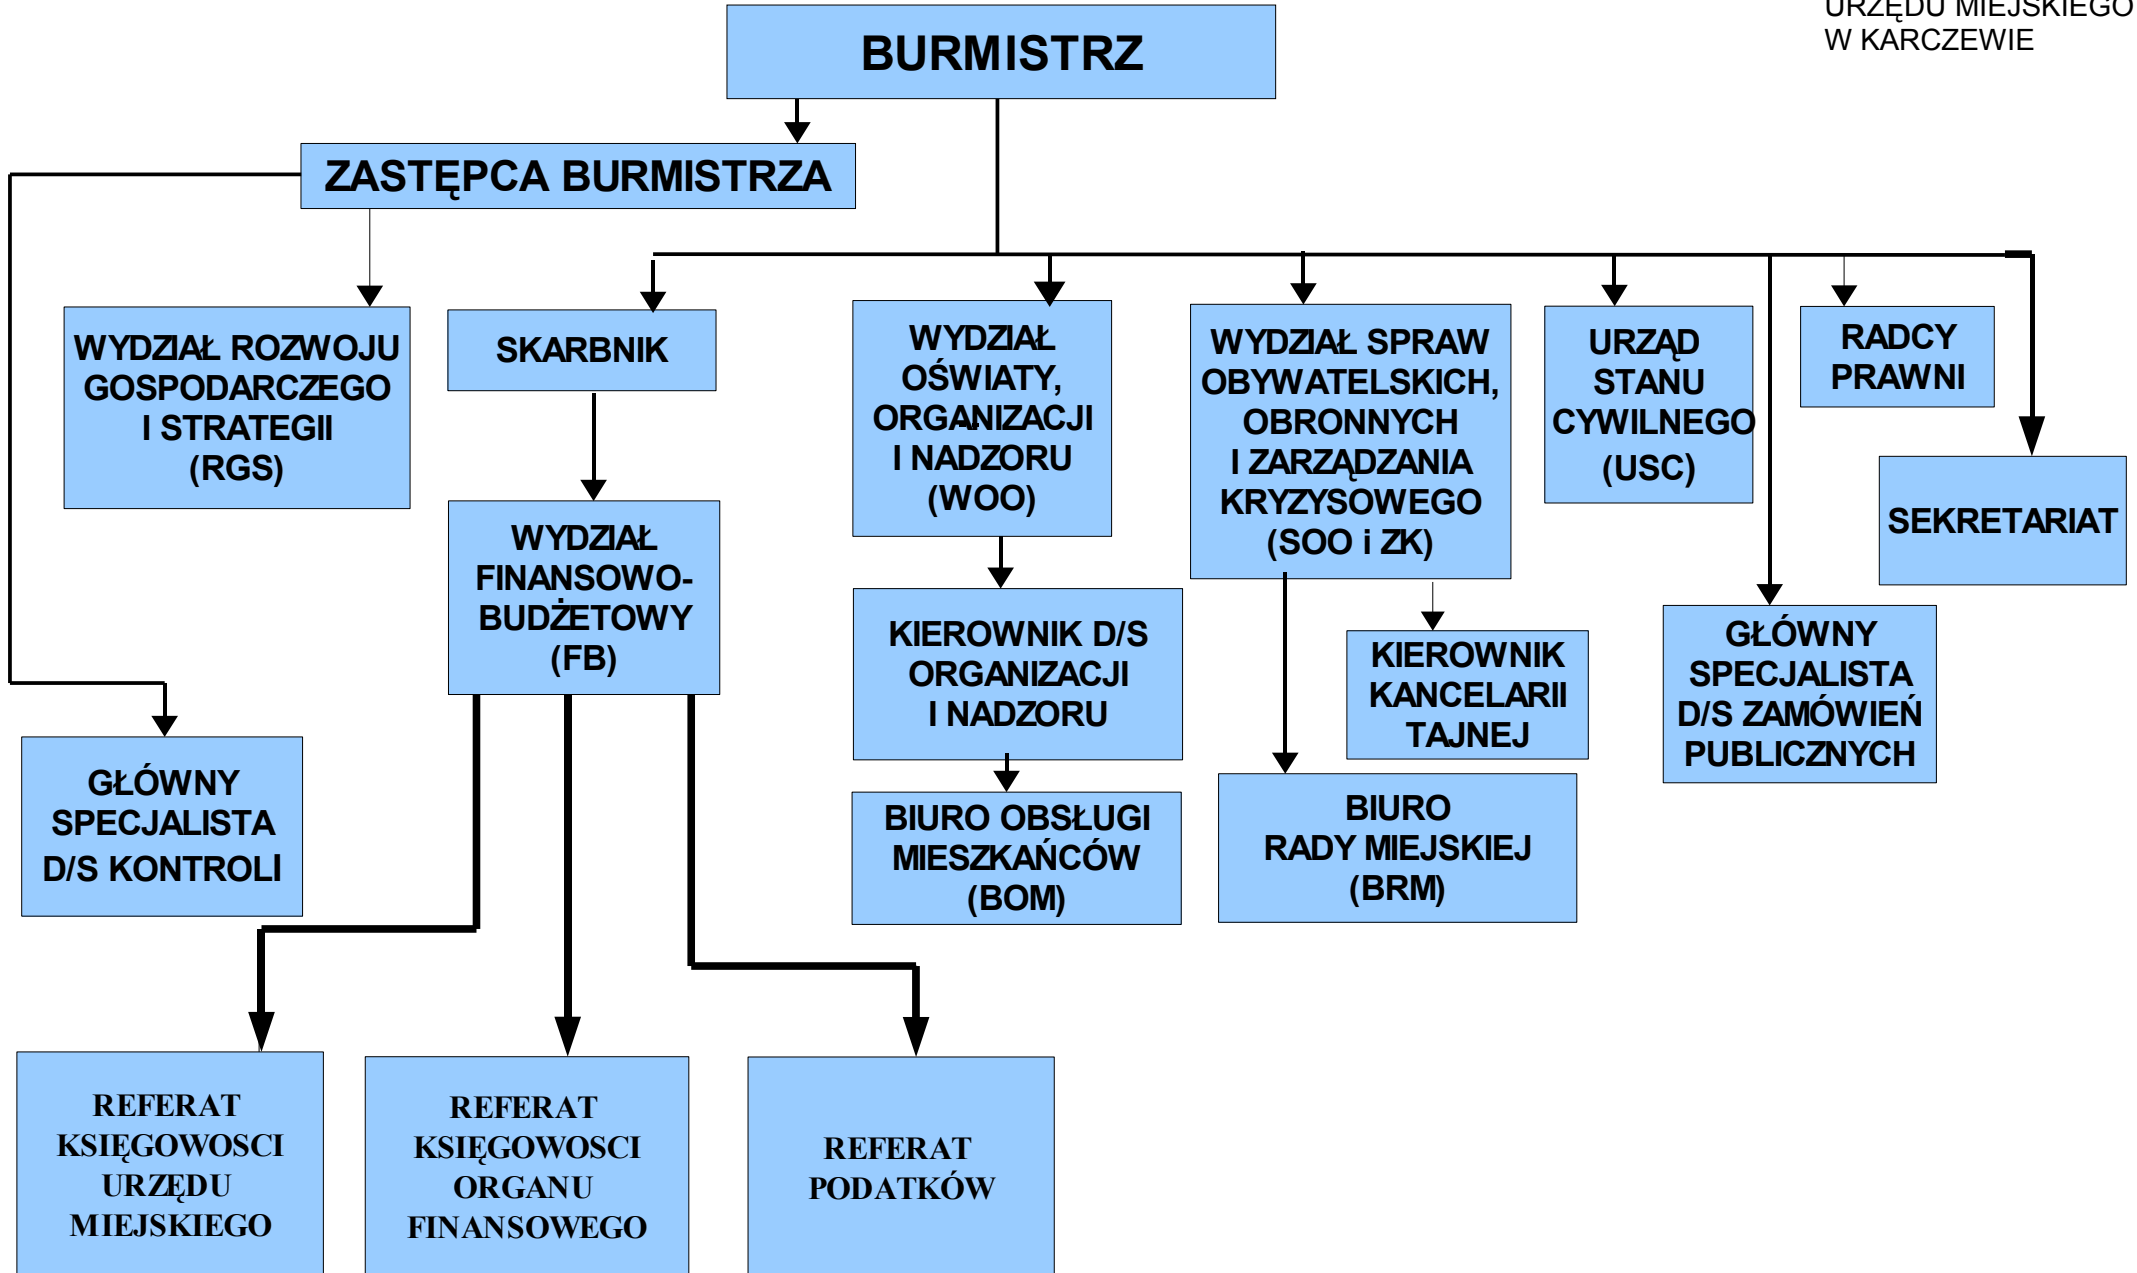 URZĘDU MIEJSKIEGO
W KARCZEWIE
BURMISTRZ
ZASTĘPCA BURMISTRZA
WYDZIAŁ ROZWOJU
GOSPODARCZEGO
I STRATEGII
(RGS)
SKARBNIK
WYDZIAŁ
OŚWIATY,
ORGANIZACJI
I NADZORU
(WOO)
WYDZIAŁ SPRAW
OBYWATELSKICH,
OBRONNYCH
I ZARZĄDZANIA
KRYZYSOWEGO
(SOO i ZK)
URZĄD
STANU
CYWILNEGO
(USC)
RADCY
PRAWNI
SEKRETARIAT
WYDZIAŁ
FINANSOWO-
BUDŻETOWY
(FB)
KIEROWNIK D/S
ORGANIZACJI
I NADZORU
KIEROWNIK
KANCELARII
TAJNEJ
GŁÓWNY
SPECJALISTA
D/S ZAMÓWIEŃ
PUBLICZNYCH
GŁÓWNY
SPECJALISTA
D/S KONTROLI
BIURO OBSŁUGI
MIESZKAŃCÓW
(BOM)
BIURO
RADY MIEJSKIEJ
(BRM)
REFERAT
KSIĘGOWOSCI
URZĘDU
MIEJSKIEGO
REFERAT
KSIĘGOWOSCI
ORGANU
FINANSOWEGO
REFERAT
PODATKÓW